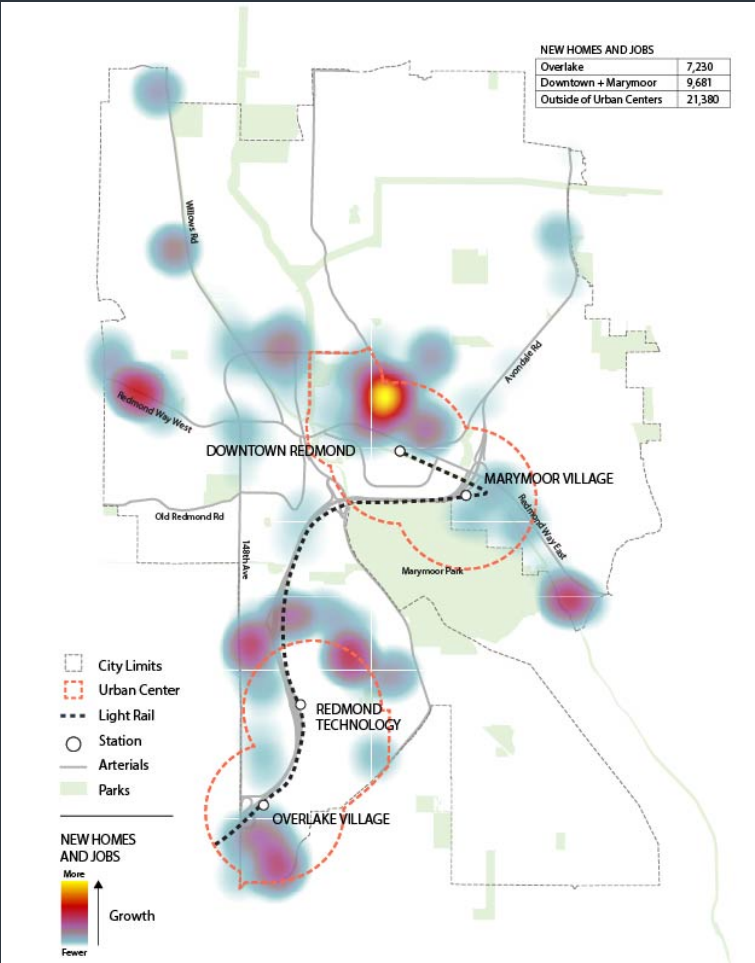 NEW HOMES AND JOBS
Overlake 7,230
Downtown + Marymoor 9,681
Outside of Urban Centers 21,380
Willows Rd
Avondale Rd
Redmond Way West
DOWNTOWN REDMOND
MARYMOOR VILLAGE
Old Redmond Rd
Redmond Way East
148th Ave
Marymoor Park
City Limits
Urban Center
Light Rail
Station
Arterials
Parks
REDMOND
TECHNOLOGY
OVERLAKE VILLAGE
NEW HOMES
AND JOBS
More
Growth
Fewer